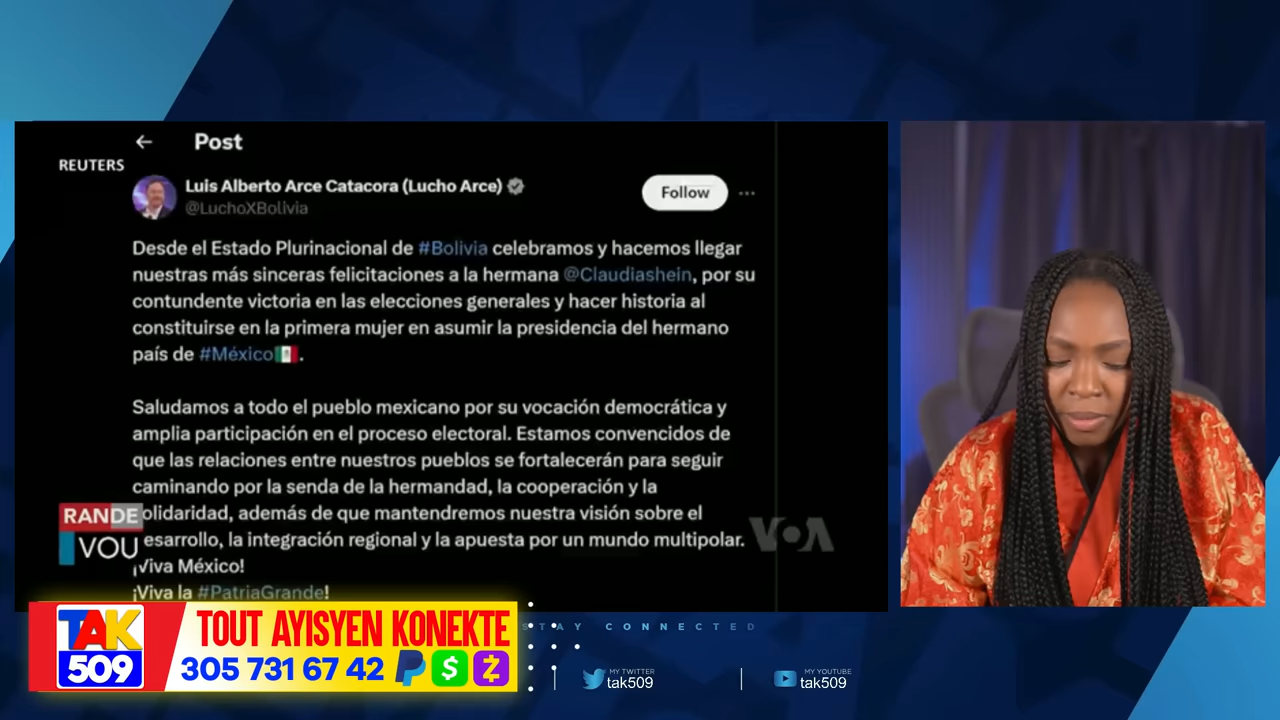 Post
REUTERS
Luis Alberto Arce Catacora (Lucho Arce)
@LuchoXBolivia
Follow
Desde el Estado Plurinacional de #Bolivia celebramos y hacemos llegar
nuestras más sinceras felicitaciones a la hermana @Claudiashein, por su
contundente victoria en las elecciones generales y hacer historia al
constituirse en la primera mujer en asumir la presidencia del hermano
país de #México.
Saludamos a todo el pueblo mexicano por su vocación democrática y
amplia participación en el proceso electoral. Estamos convencidos de
que las relaciones entre nuestros pueblos se fortalecerán para seguir
caminando por la senda de la hermandad, la cooperación y la
olidaridad, además de que mantendremos nuestra visión sobre el
esarrollo, la integración regional y la apuesta por un mundo multipolar.
¡Viva México!
¡Viva la #PatriaGrande!
RANDE
VOU
VOA
TAK
509
TOUT AYISYEN KONEKTE
305 731 67 42
STAY CONNECTED
MY TWITTER
tak509
MY YOUTUBE
tak509